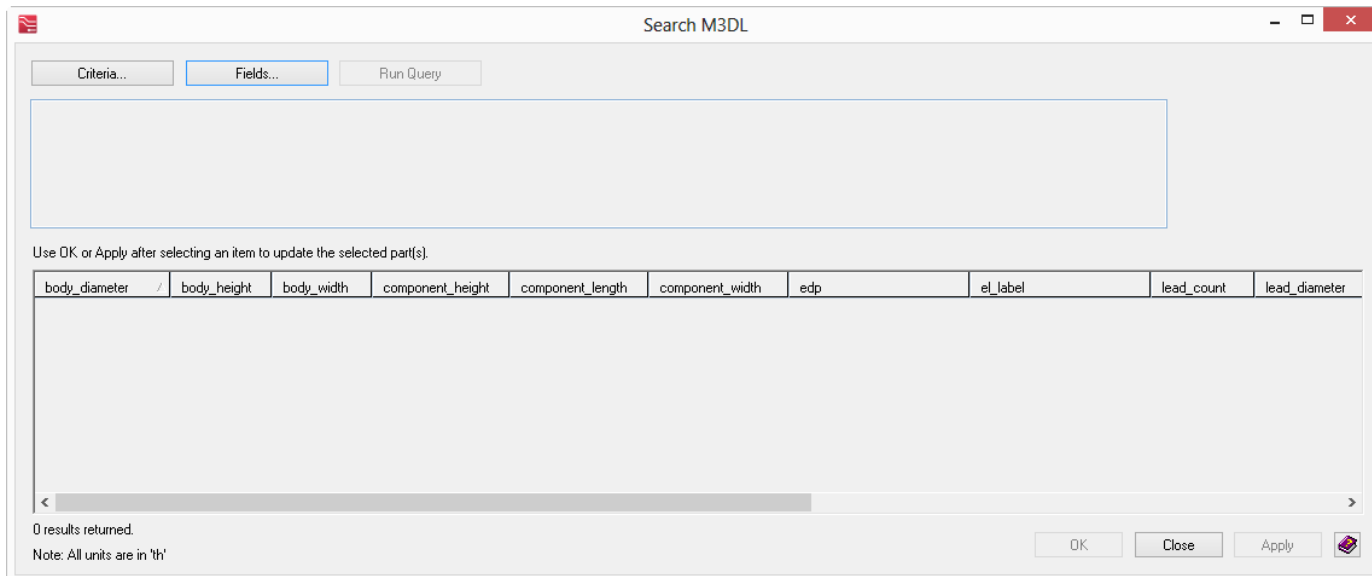 Search M3DL
Criteria... Fields... Run Query
Use OK or Apply after selecting an item to update the selected part(s).
body_diameter body_height body_width component_height component_length component_width edp el_label lead_count lead_diameter
0 results returned.
Note: All units are in 'th'
OK Close Apply